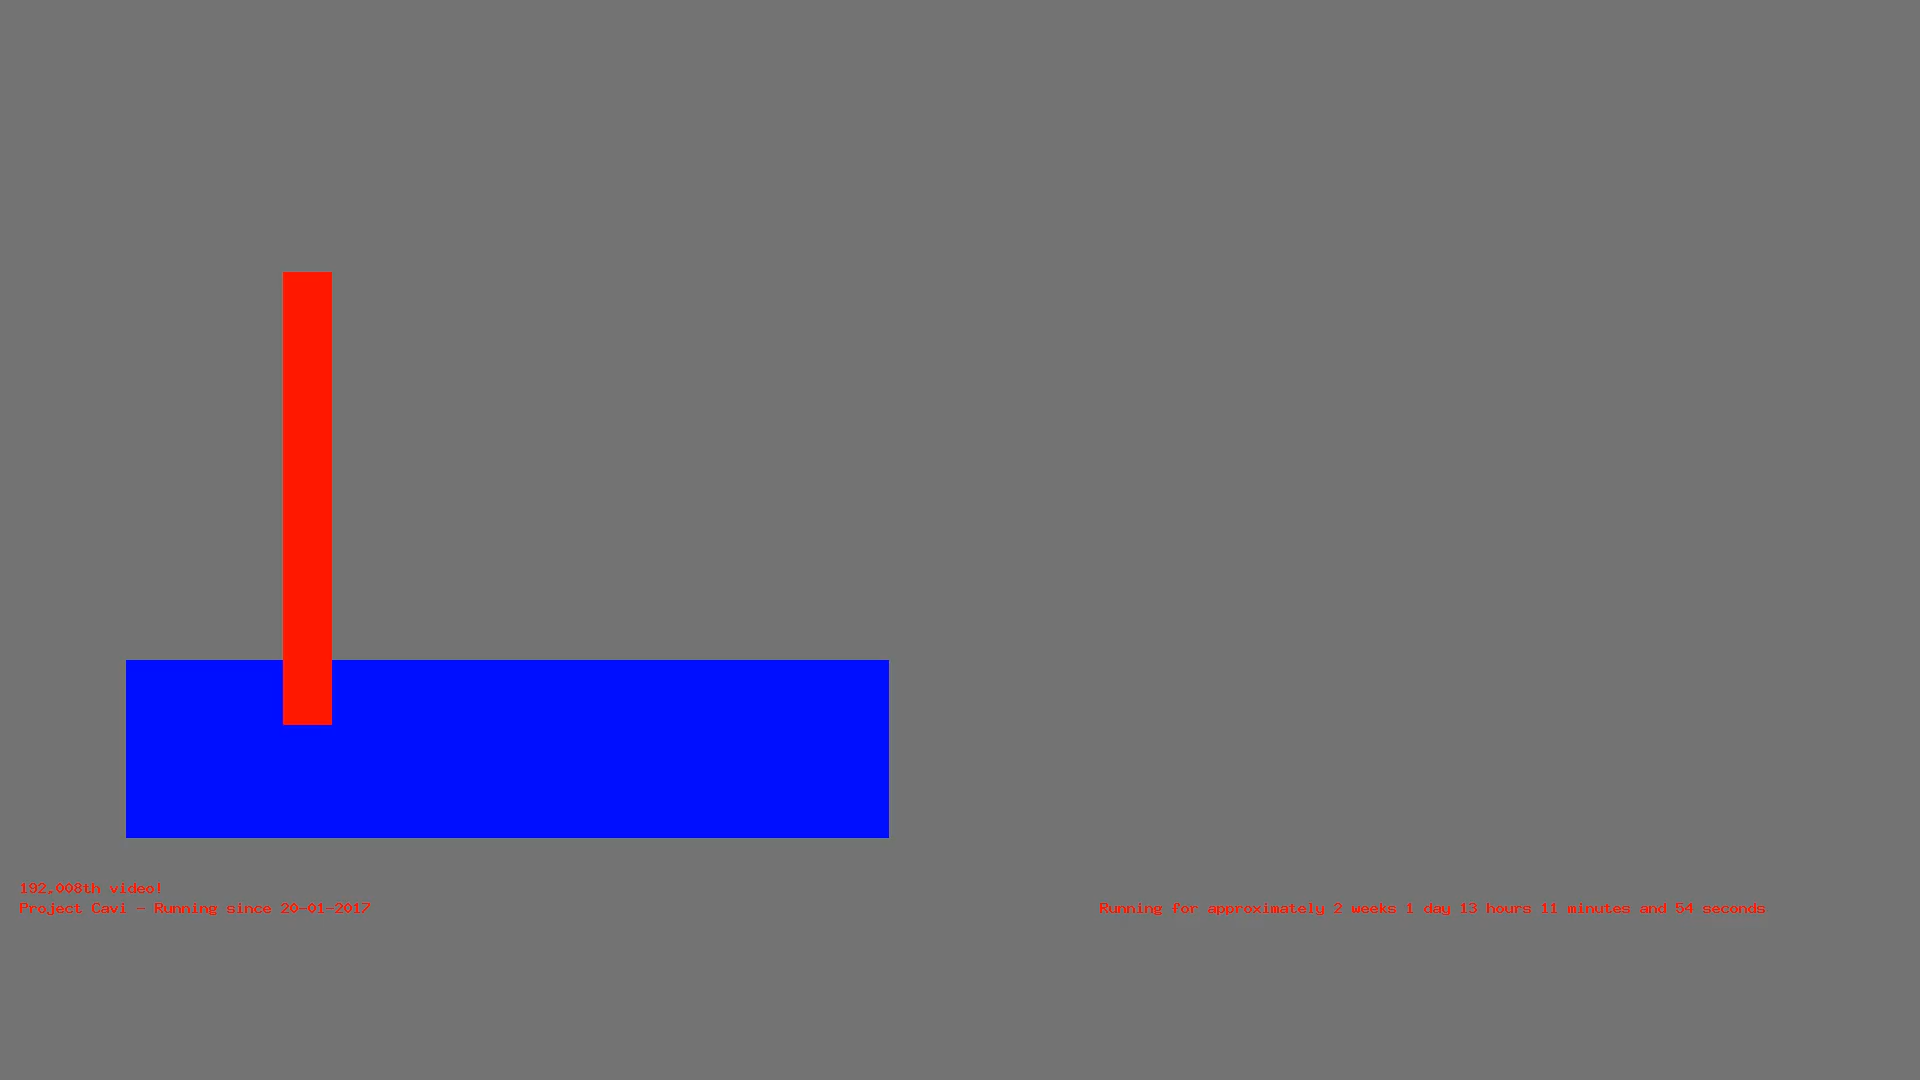 192,008th video!
Project Cavi - Running since 20-01-2017
Running for approximately 2 weeks 1 day 13 hours 11 minutes and 54 seconds